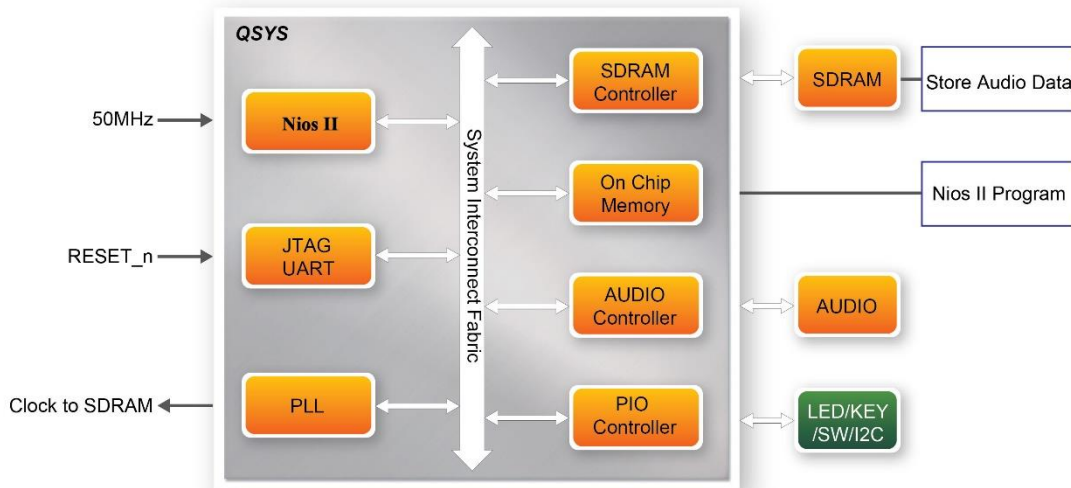 QSYS
50MHz
Nios II
RESET_n
JTAG
UART
Clock to SDRAM
PLL
System Interconnect Fabric
SDRAM
Controller
On Chip
Memory
AUDIO
Controller
PIO
Controller
SDRAM
Store Audio Data
Nios II Program
AUDIO
LED/KEY
/SW/I2C